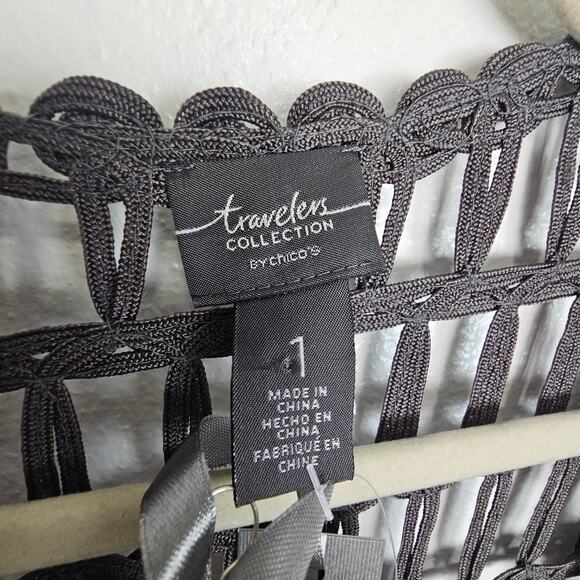 travelers
COLLECTION
BY chico's
1
MADE IN
CHINA
HECHO EN
CHINA
FABRIQUÉ EN
CHINE